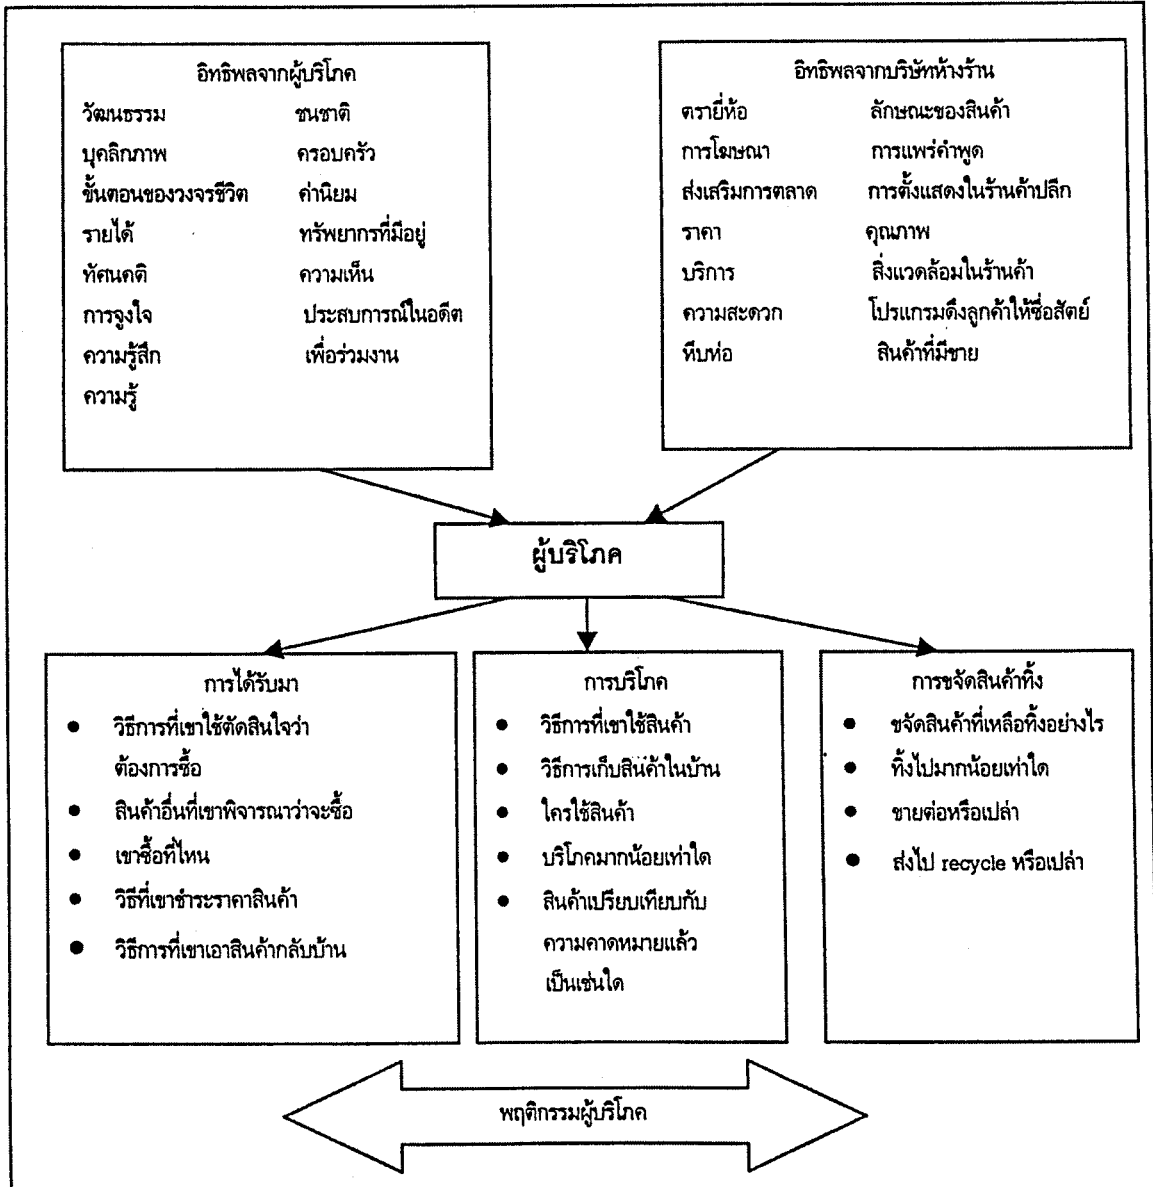 อิทธิพลจากผู้บริโภค
วัฒนธรรม ชนชาติ
บุคลิกภาพ ครอบครัว
ขั้นตอนของวงจรชีวิต ค่านิยม
รายได้ ทรัพยากรที่มีอยู่
ทัศนคติ ความเห็น
การจูงใจ ประสบการณ์ในอดีต
ความรู้สึก เพื่อร่วมงาน
ความรู้
อิทธิพลจากบริษัทห้างร้าน
ตรายี่ห้อ ลักษณะของสินค้า
การโฆษณา การแพร่คำพูด
ส่งเสริมการตลาด การตั้งแสดงในร้านค้าปลีก
ราคา คุณภาพ
บริการ สิ่งแวดล้อมในร้านค้า
ความสะดวก โปรแกรมดึงลูกค้าให้ซื่อสัตย์
หีบห่อ สินค้าที่มีขาย
ผู้บริโภค
การได้รับมา
• วิธีการที่เขาใช้ตัดสินใจว่า
ต้องการซื้อ
• สินค้าอื่นที่เขาพิจารณาว่าจะซื้อ
• เขาซื้อที่ไหน
• วิธีที่เขาชำระราคาสินค้า
• วิธีการที่เขาเอาสินค้ากลับบ้าน
การบริโภค
• วิธีการที่เขาใช้สินค้า
• วิธีการเก็บสินค้าในบ้าน
• ใครใช้สินค้า
• บริโภคมากน้อยเท่าใด
• สินค้าเปรียบเทียบกับ
ความคาดหมายแล้ว
เป็นเช่นใด
การขจัดสินค้าทิ้ง
• ขจัดสินค้าที่เหลือทิ้งอย่างไร
• ทิ้งไปมากน้อยเท่าใด
• ขายต่อหรือเปล่า
• ส่งไป recycle หรือเปล่า
พฤติกรรมผู้บริโภค